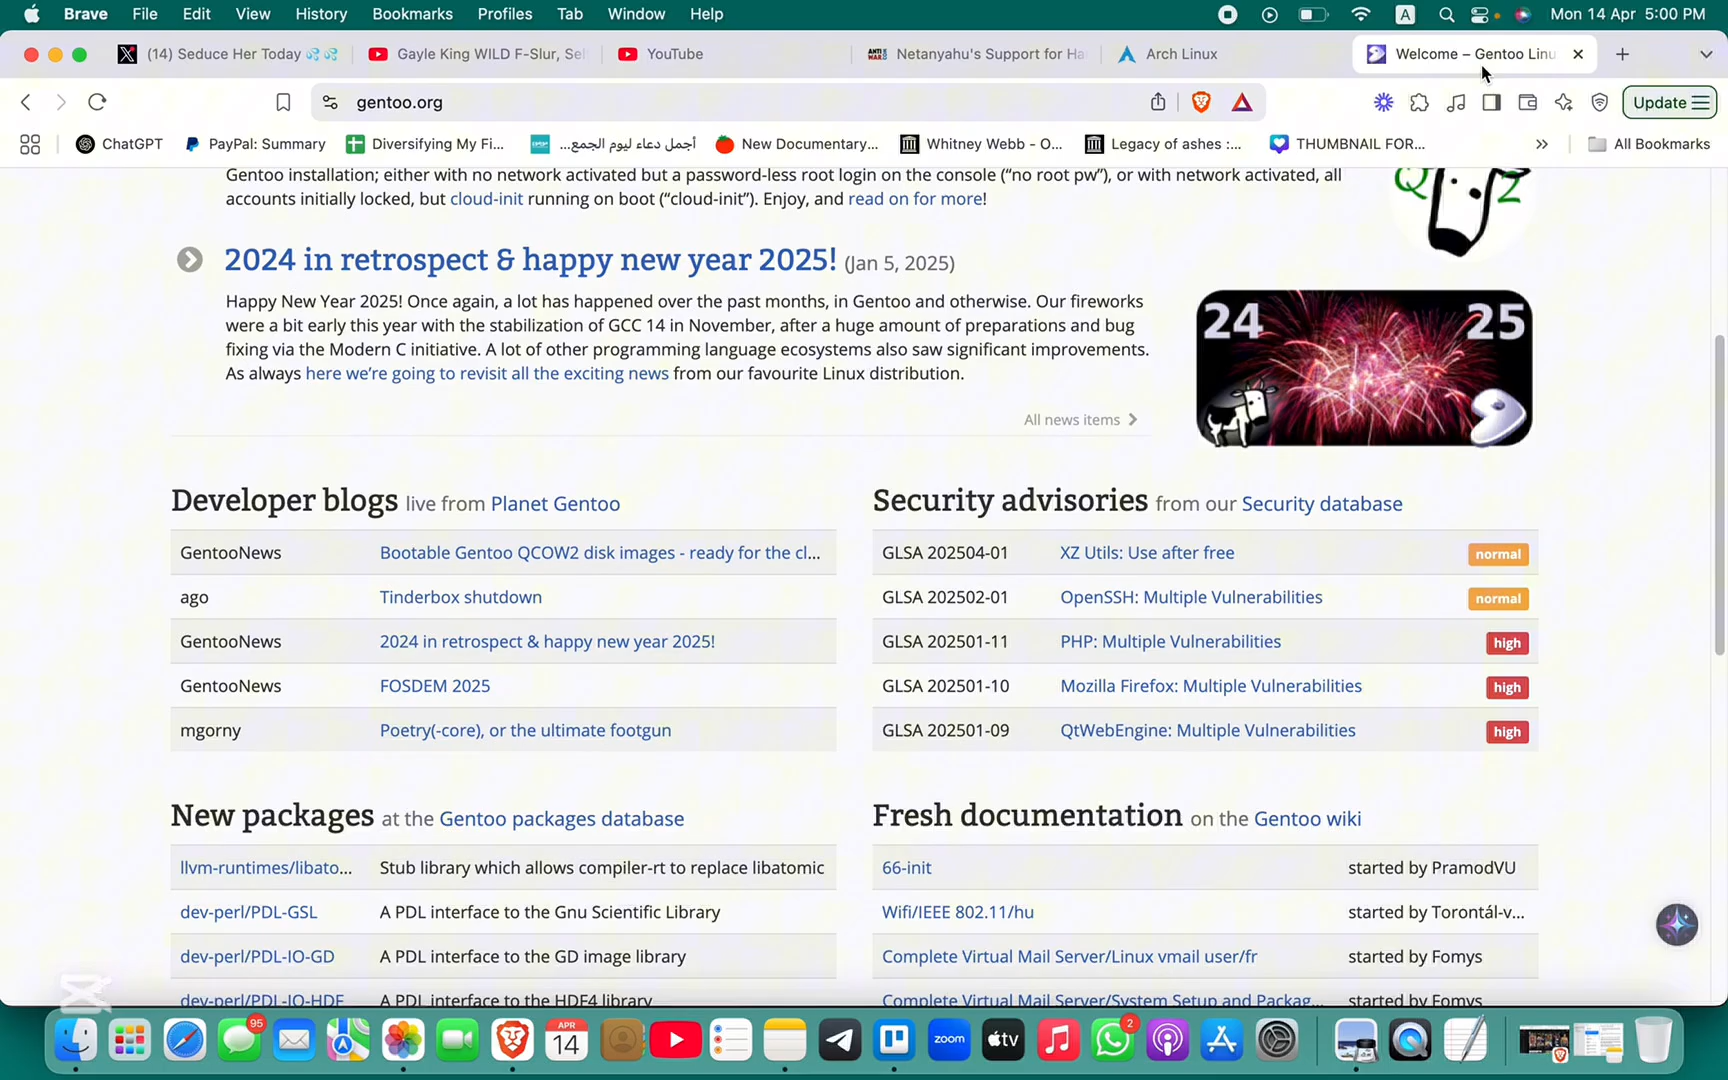 Brave File Edit View History Bookmarks Profiles Tab Window Help A Mon 14 Apr 5:00 PM
(14) Seduce Her Today Gayle King WILD F-Slur, Sel YouTube ANTI WAR Netanyahu's Support for Ha Arch Linux Welcome – Gentoo Linu
gentoo.org Update
ChatGPT PayPal: Summary Diversifying My Fi... أجمل دعاء ليوم الجمع... New Documentary... Whitney Webb - O... Legacy of ashes :... THUMBNAIL FOR... » All Bookmarks
Gentoo installation; either with no network activated but a password-less root login on the console (“no root pw”), or with network activated, all
accounts initially locked, but cloud-init running on boot (“cloud-init”). Enjoy, and read on for more!
Q Z
2024 in retrospect & happy new year 2025! (Jan 5, 2025)
Happy New Year 2025! Once again, a lot has happened over the past months, in Gentoo and otherwise. Our fireworks
were a bit early this year with the stabilization of GCC 14 in November, after a huge amount of preparations and bug
fixing via the Modern C initiative. A lot of other programming language ecosystems also saw significant improvements.
As always here we’re going to revisit all the exciting news from our favourite Linux distribution.
24 25
All news items
Developer blogs live from Planet Gentoo
GentooNews Bootable Gentoo QCOW2 disk images - ready for the cl...
ago Tinderbox shutdown
GentooNews 2024 in retrospect & happy new year 2025!
GentooNews FOSDEM 2025
mgorny Poetry(-core), or the ultimate footgun
Security advisories from our Security database
GLSA 202504-01 XZ Utils: Use after free normal
GLSA 202502-01 OpenSSH: Multiple Vulnerabilities normal
GLSA 202501-11 PHP: Multiple Vulnerabilities high
GLSA 202501-10 Mozilla Firefox: Multiple Vulnerabilities high
GLSA 202501-09 QtWebEngine: Multiple Vulnerabilities high
New packages at the Gentoo packages database
llvm-runtimes/libato... Stub library which allows compiler-rt to replace libatomic
dev-perl/PDL-GSL A PDL interface to the Gnu Scientific Library
dev-perl/PDL-IO-GD A PDL interface to the GD image library
dev-perl/PDL-IO-HDF A PDL interface to the HDF4 library
Fresh documentation on the Gentoo wiki
66-init started by PramodVU
Wifi/IEEE 802.11/hu started by Torontál-v...
Complete Virtual Mail Server/Linux vmail user/fr started by Fomys
Complete Virtual Mail Server/System Setup and Packag... started by Fomys
95 APR 14 zoom tv 2